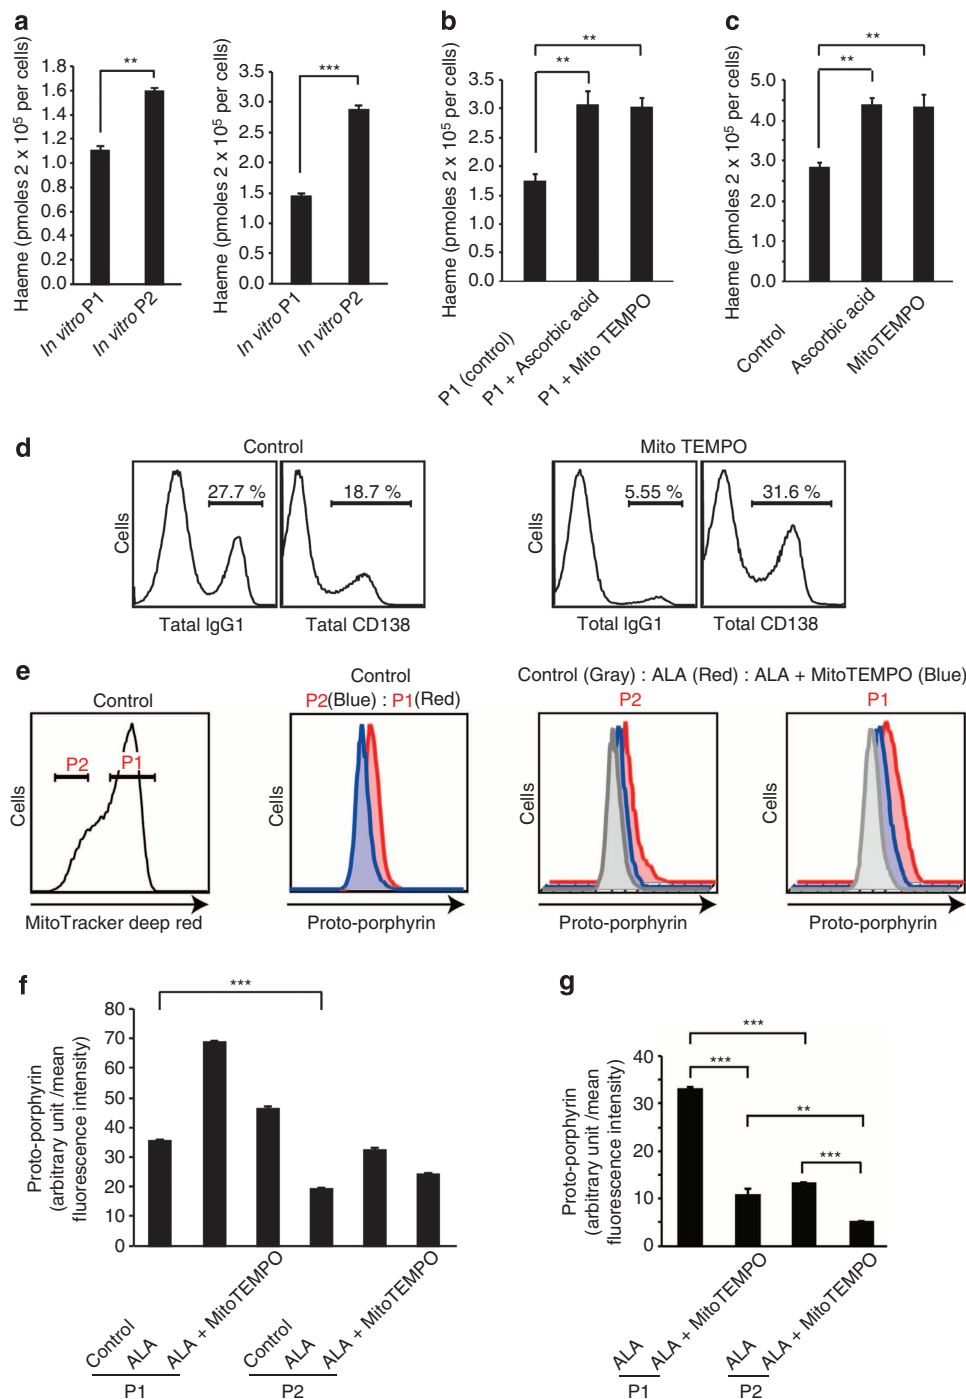 a
Haeme (pmoles 2 x 10⁵ per cells)
1.8
1.6
1.4
1.2
1.0
0.8
0.6
0.4
0.2
0.0
**
In vitro P1
In vitro P2
Haeme (pmoles 2 x 10⁵ per cells)
3.5
3.0
2.5
2.0
1.5
1.0
0.5
0.0
***
In vitro P1
In vitro P2
b
Haeme (pmoles 2 x 10⁵ per cells)
3.5
3.0
2.5
2.0
1.5
1.0
0.5
0.0
**
**
P1 (control)
P1 + Ascorbic acid
P1 + Mito TEMPO
c
Haeme (pmoles 2 x 10⁵ per cells)
5.0
4.0
3.0
2.0
1.0
0.0
**
**
Control
Ascorbic acid
MitoTEMPO
d
Control
Cells
27.7 %
18.7 %
Tatal IgG1
Tatal CD138
Mito TEMPO
Cells
5.55 %
31.6 %
Total IgG1
Total CD138
e
Control
Cells
P2
P1
MitoTracker deep red
Control
P2(Blue) : P1(Red)
Cells
Proto-porphyrin
Control (Gray) : ALA (Red) : ALA + MitoTEMPO (Blue)
P2
Cells
Proto-porphyrin
P1
Cells
Proto-porphyrin
f
Proto-porphyrin
(arbitrary unit /mean
fluorescence intensity)
80
70
60
50
40
30
20
10
0
***
Control
ALA
ALA + MitoTEMPO
Control
ALA
ALA + MitoTEMPO
P1
P2
g
Proto-porphyrin
(arbitrary unit /mean
fluorescence intensity)
40
30
20
10
0
***
***
**
***
ALA
ALA + MitoTEMPO
ALA
ALA + MitoTEMPO
P1
P2